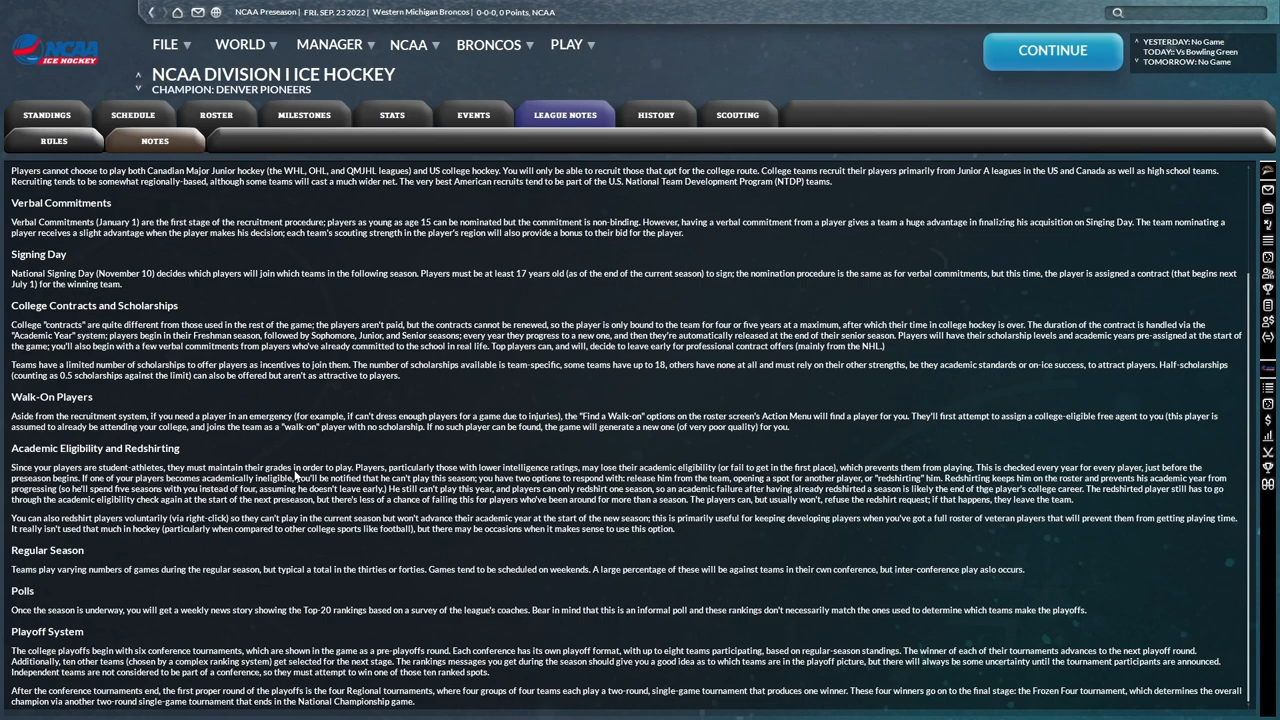 NCAA Preseason | FRI. SEP. 23 2022 | Western Michigan Broncos | 0-0-0, 0 Points, NCAA
NCAA
ICE HOCKEY
FILE WORLD MANAGER NCAA BRONCOS PLAY
CONTINUE
YESTERDAY: No Game
TODAY: Vs Bowling Green
TOMORROW: No Game
NCAA DIVISION I ICE HOCKEY
CHAMPION: DENVER PIONEERS
STANDINGS SCHEDULE ROSTER MILESTONES STATS EVENTS LEAGUE NOTES HISTORY SCOUTING
RULES NOTES
Players cannot choose to play both Canadian Major Junior hockey (the WHL, OHL, and QMJHL leagues) and US college hockey. You will only be able to recruit those that opt for the college route. College teams recruit their players primarily from Junior A leagues in the US and Canada as well as high school teams.
Recruiting tends to be somewhat regionally-based, although some teams will cast a much wider net. The very best American recruits tend to be part of the U.S. National Team Development Program (NTDP) teams.
Verbal Commitments
Verbal Commitments (January 1) are the first stage of the recruitment procedure; players as young as age 15 can be nominated but the commitment is non-binding. However, having a verbal commitment from a player gives a team a huge advantage in finalizing his acquisition on Singing Day. The team nominating a
player receives a slight advantage when the player makes his decision; each team's scouting strength in the player's region will also provide a bonus to their bid for the player.
Signing Day
National Signing Day (November 10) decides which players will join which teams in the following season. Players must be at least 17 years old (as of the end of the current season) to sign; the nomination procedure is the same as for verbal commitments, but this time, the player is assigned a contract (that begins next
July 1) for the winning team.
College Contracts and Scholarships
College "contracts" are quite different from those used in the rest of the game; the players aren't paid, but the contracts cannot be renewed, so the player is only bound to the team for four or five years at a maximum, after which their time in college hockey is over. The duration of the contract is handled via the
"Academic Year" system; players begin in their Freshman season, followed by Sophomore, Junior, and Senior seasons; every year they progress to a new one, and then they're automatically released at the end of their senior season. Players will have their scholarship levels and academic years pre-assigned at the start of
the game; you'll also begin with a few verbal commitments from players who've already committed to the school in real life. Top players can, and will, decide to leave early for professional contract offers (mainly from the NHL.)
Teams have a limited number of scholarships to offer players as incentives to join them. The number of scholarships available is team-specific, some teams have up to 18, others have none at all and must rely on their other strengths, be they academic standards or on-ice success, to attract players. Half-scholarships
(counting as 0.5 scholarships against the limit) can also be offered but aren't as attractive to players.
Walk-On Players
Aside from the recruitment system, if you need a player in an emergency (for example, if can't dress enough players for a game due to injuries), the "Find a Walk-on" options on the roster screen's Action Menu will find a player for you. They'll first attempt to assign a college-eligible free agent to you (this player is
assumed to already be attending your college, and joins the team as a "walk-on" player with no scholarship. If no such player can be found, the game will generate a new one (of very poor quality) for you.
Academic Eligibility and Redshirting
Since your players are student-athletes, they must maintain their grades in order to play. Players, particularly those with lower intelligence ratings, may lose their academic eligibility (or fail to get in the first place), which prevents them from playing. This is checked every year for every player, just before the
preseason begins. If one of your players becomes academically ineligible, you'll be notified that he can't play this season; you have two options to respond with: release him from the team, opening a spot for another player, or "redshirting" him. Redshirting keeps him on the roster and prevents his academic year from
progressing (so he'll spend five seasons with you instead of four, assuming he doesn't leave early.) He still can't play this year, and players can only redshirt one season, so an academic failure after having already redshirted a season is likely the end of thge player's college career. The redshirted player still has to go
through the academic eligibility check again at the start of the next preseason, but there's less of a chance of failing this for players who've been around for more than a season. The players can, but usually won't, refuse the redshirt request; if that happens, they leave the team.
You can also redshirt players voluntarily (via right-click) so they can't play in the current season but won't advance their academic year at the start of the new season; this is primarily useful for keeping developing players when you've got a full roster of veteran players that will prevent them from getting playing time.
It really isn't used that much in hockey (particularly when compared to other college sports like football), but there may be occasions when it makes sense to use this option.
Regular Season
Teams play varying numbers of games during the regular season, but typical a total in the thirties or forties. Games tend to be scheduled on weekends. A large percentage of these will be against teams in their own conference, but inter-conference play aslo occurs.
Polls
Once the season is underway, you will get a weekly news story showing the Top-20 rankings based on a survey of the league's coaches. Bear in mind that this is an informal poll and these rankings don't necessarily match the ones used to determine which teams make the playoffs.
Playoff System
The college playoffs begin with six conference tournaments, which are shown in the game as a pre-playoffs round. Each conference has its own playoff format, with up to eight teams participating, based on regular-season standings. The winner of each of their tournaments advances to the next playoff round.
Additionally, ten other teams (chosen by a complex ranking system) get selected for the next stage. The rankings messages you get during the season should give you a good idea as to which teams are in the playoff picture, but there will always be some uncertainty until the tournament participants are announced.
Independent teams are not considered to be part of a conference, so they must attempt to win one of those ten ranked spots.
After the conference tournaments end, the first proper round of the playoffs is the four Regional tournaments, where four groups of four teams each play a two-round, single-game tournament that produces one winner. These four winners go on to the final stage: the Frozen Four tournament, which determines the overall
champion via another two-round single-game tournament that ends in the National Championship game.